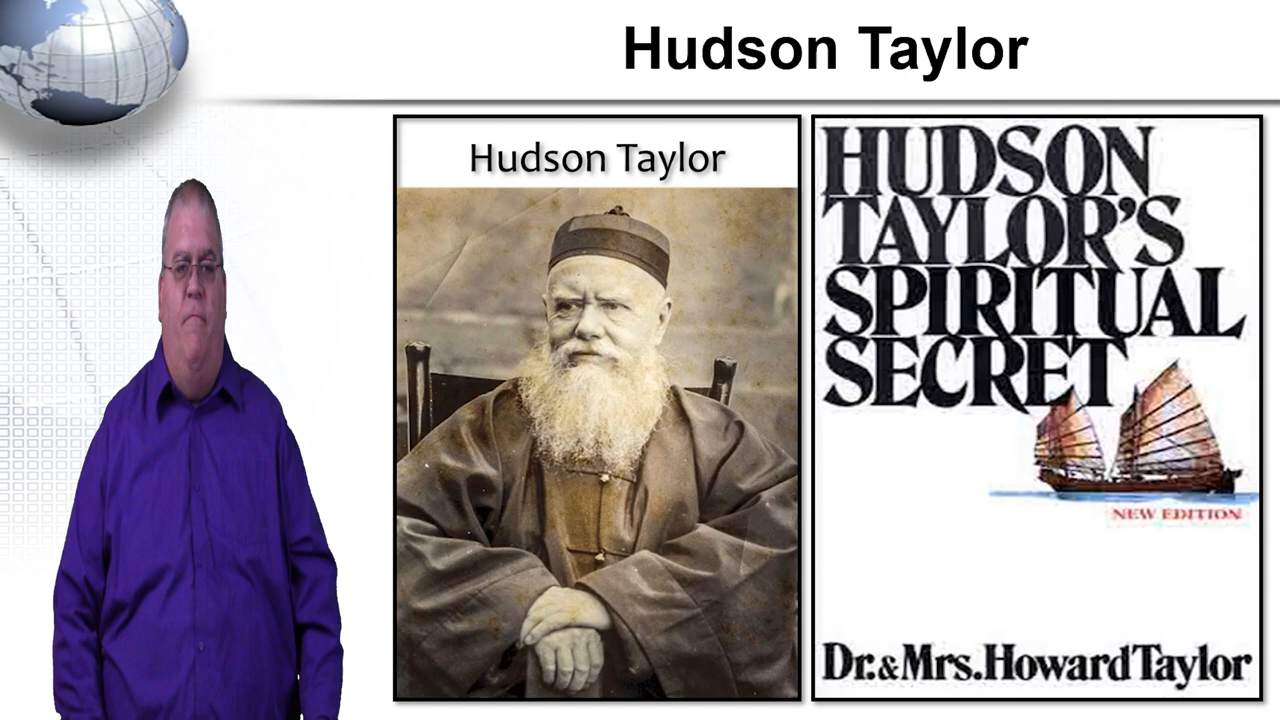 Hudson Taylor
Hudson Taylor
HUDSON
TAYLOR'S
SPIRITUAL
SECRET
NEW EDITION
Dr. & Mrs. Howard Taylor